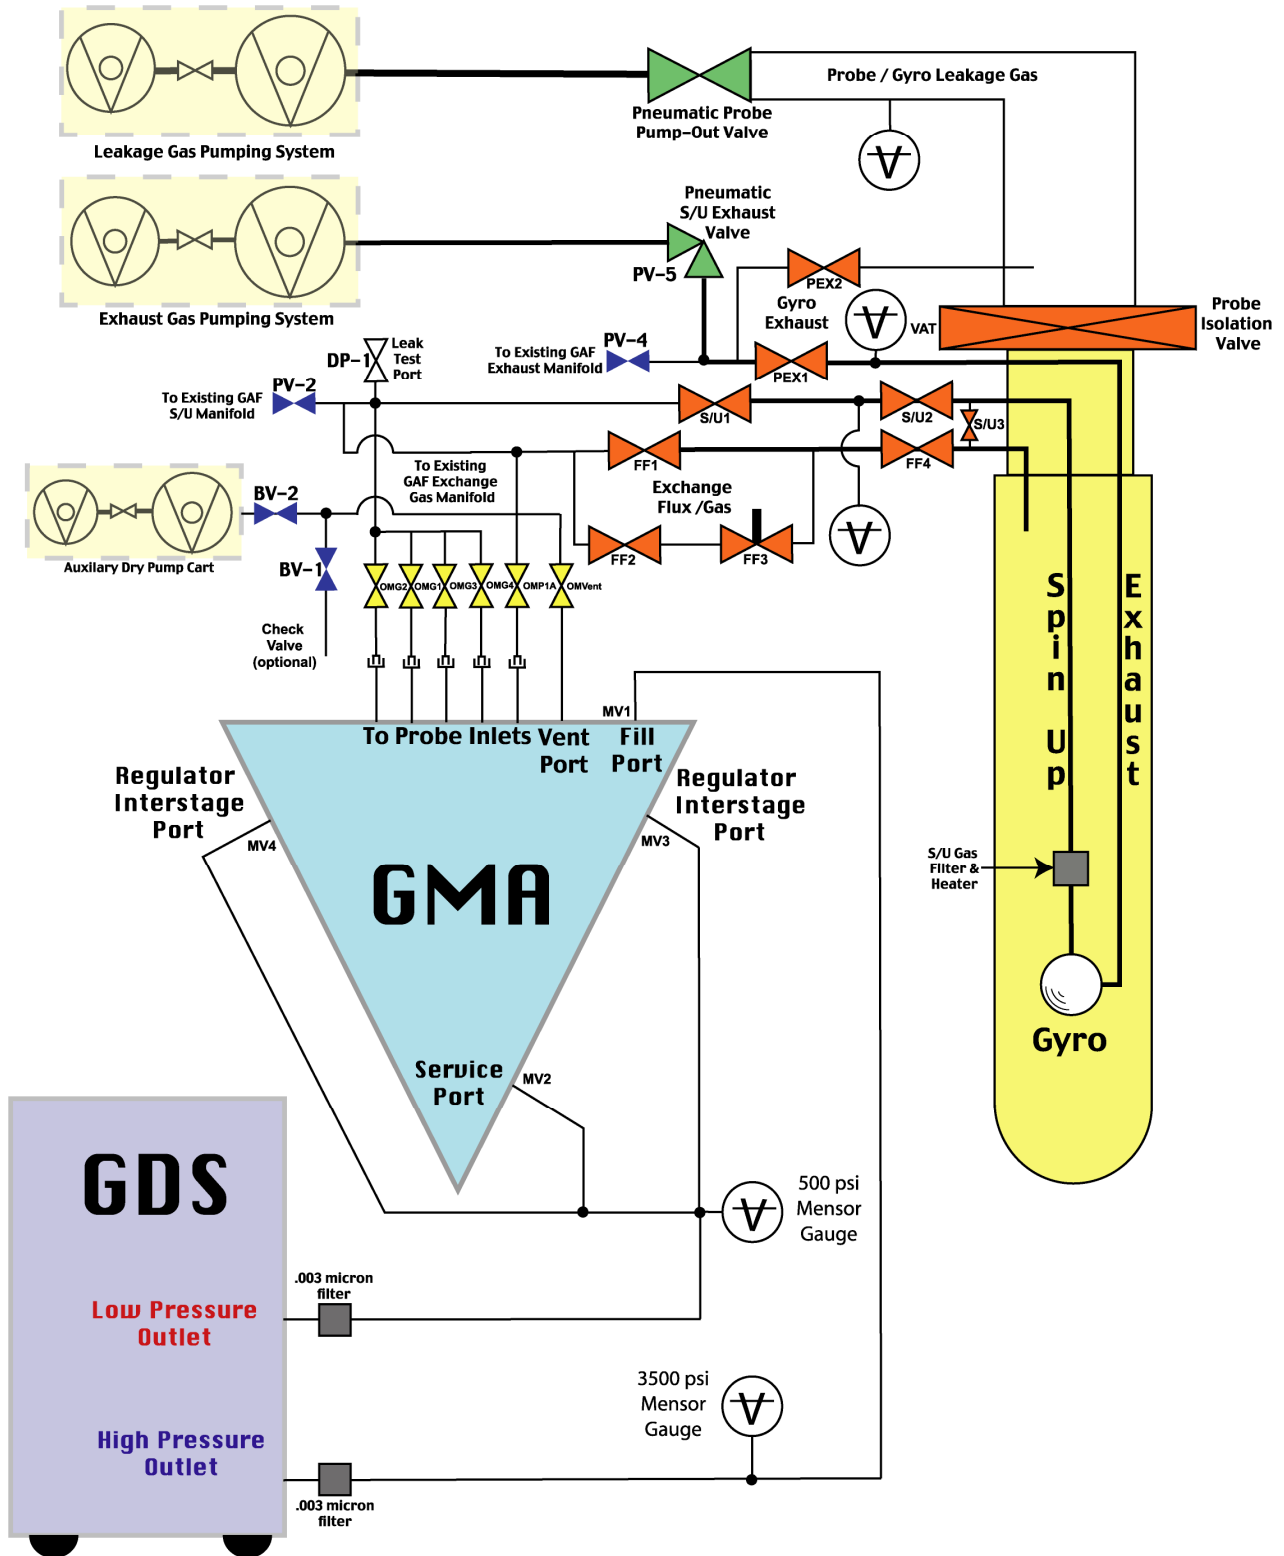 Probe / Gyro Leakage Gas
Pneumatic Probe
Pump-Out Valve
Leakage Gas Pumping System
Pneumatic
S/U Exhaust
Valve
PV-5
PEX2
Gyro
Exhaust
Exhaust Gas Pumping System
VAT
Probe
Isolation
Valve
DP-1
Leak
Test
Port
To Existing GAF
Exhaust Manifold
PV-4
PEX1
PV-2
To Existing GAF
S/U Manifold
S/U1
S/U2
S/U3
FF1
FF4
To Existing
GAF Exchange
Gas Manifold
Exchange
Flux /Gas
BV-2
FF2
FF3
Auxilary Dry Pump Cart
BV-1
OMG2
OMG1
OMG3
OMG4
OMP1A
OMVent
Check
Valve
(optional)
Spin Up
Exhaust
MV1
To Probe Inlets
Vent
Port
Fill
Port
Regulator
Interstage
Port
Regulator
Interstage
Port
MV4
MV3
GMA
S/U Gas
Filter &
Heater
Gyro
Service
Port
MV2
GDS
500 psi
Mensor
Gauge
.003 micron
filter
Low Pressure
Outlet
3500 psi
Mensor
Gauge
High Pressure
Outlet
.003 micron
filter